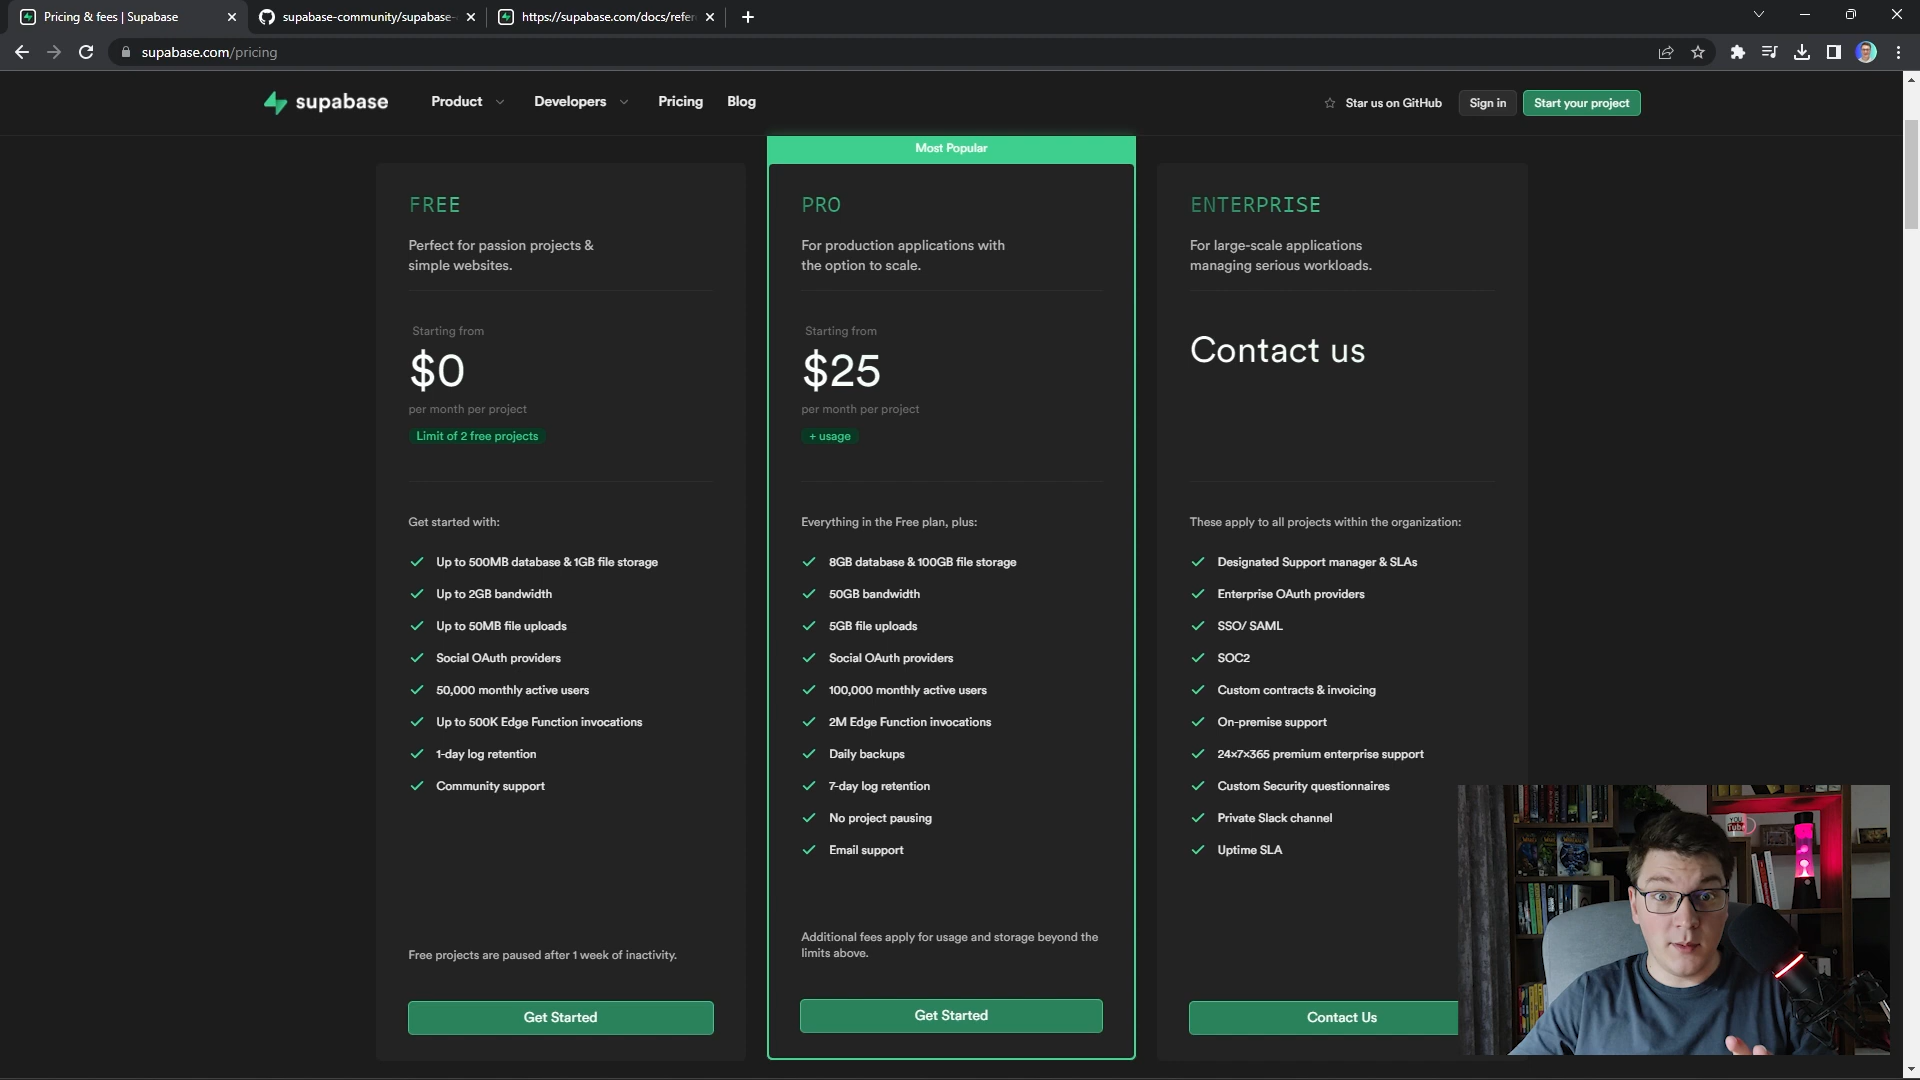 Pricing & fees | Supabase
supabase-community/supabase-
https://supabase.com/docs/refer
supabase.com/pricing
supabase
Product
Developers
Pricing
Blog
Star us on GitHub
Sign in
Start your project
Most Popular
FREE
Perfect for passion projects &
simple websites.
Starting from
$0
per month per project
Limit of 2 free projects
Get started with:
Up to 500MB database & 1GB file storage
Up to 2GB bandwidth
Up to 50MB file uploads
Social OAuth providers
50,000 monthly active users
Up to 500K Edge Function invocations
1-day log retention
Community support
Free projects are paused after 1 week of inactivity.
Get Started
PRO
For production applications with
the option to scale.
Starting from
$25
per month per project
+ usage
Everything in the Free plan, plus:
8GB database & 100GB file storage
50GB bandwidth
5GB file uploads
Social OAuth providers
100,000 monthly active users
2M Edge Function invocations
Daily backups
7-day log retention
No project pausing
Email support
Additional fees apply for usage and storage beyond the
limits above.
Get Started
ENTERPRISE
For large-scale applications
managing serious workloads.
Contact us
These apply to all projects within the organization:
Designated Support manager & SLAs
Enterprise OAuth providers
SSO/ SAML
SOC2
Custom contracts & invoicing
On-premise support
24×7×365 premium enterprise support
Custom Security questionnaires
Private Slack channel
Uptime SLA
Contact Us
YOU